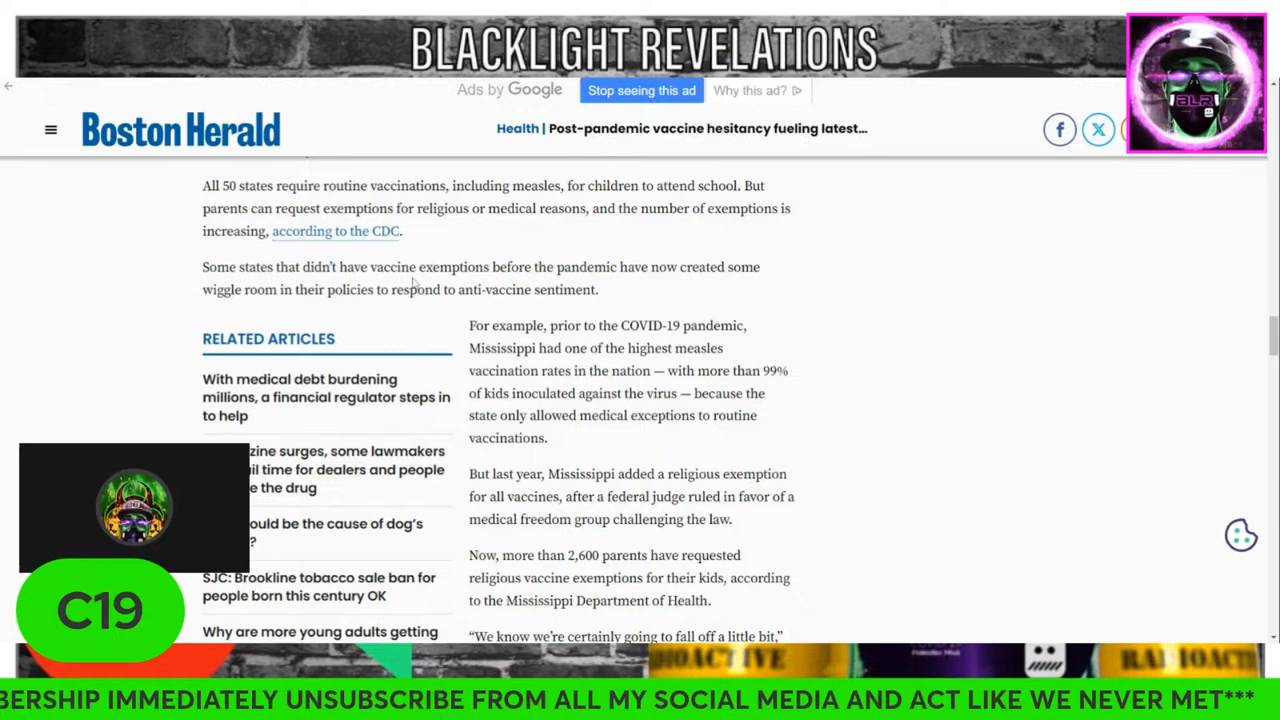 BLACKLIGHT REVELATIONS
Ads by Google
Stop seeing this ad
Why this ad?
BLR
Boston Herald
Health | Post-pandemic vaccine hesitancy fueling latest...
All 50 states require routine vaccinations, including measles, for children to attend school. But
parents can request exemptions for religious or medical reasons, and the number of exemptions is
increasing, according to the CDC.
Some states that didn't have vaccine exemptions before the pandemic have now created some
wiggle room in their policies to respond to anti-vaccine sentiment.
RELATED ARTICLES
With medical debt burdening
millions, a financial regulator steps in
to help
zine surges, some lawmakers
il time for dealers and people
e the drug
ould be the cause of dog's
?
SJC: Brookline tobacco sale ban for
people born this century OK
Why are more young adults getting
For example, prior to the COVID-19 pandemic,
Mississippi had one of the highest measles
vaccination rates in the nation — with more than 99%
of kids inoculated against the virus — because the
state only allowed medical exceptions to routine
vaccinations.
But last year, Mississippi added a religious exemption
for all vaccines, after a federal judge ruled in favor of a
medical freedom group challenging the law.
Now, more than 2,600 parents have requested
religious vaccine exemptions for their kids, according
to the Mississippi Department of Health.
“We know we're certainly going to fall off a little bit,”
C19
RADIOACTIVE
BERSHIP IMMEDIATELY UNSUBSCRIBE FROM ALL MY SOCIAL MEDIA AND ACT LIKE WE NEVER MET***